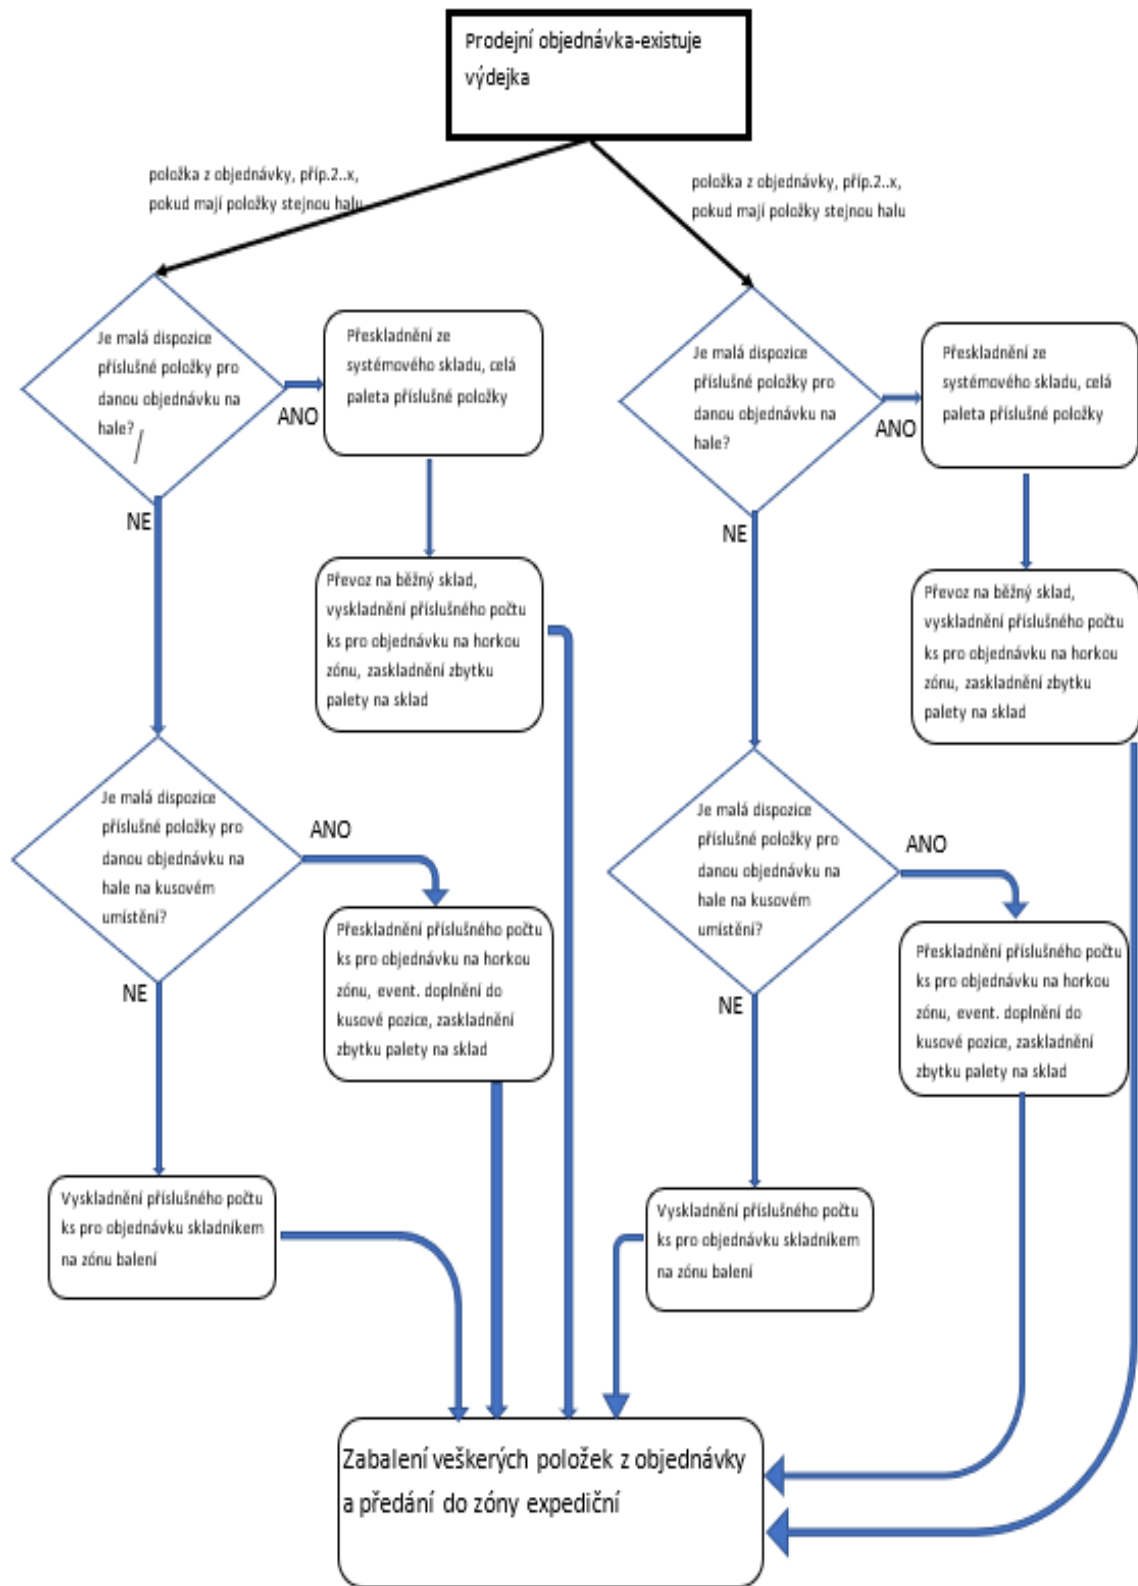 Prodejní objednávka-existuje
výdejka
položka z objednávky, příp.2..x,
pokud mají položky stejnou halu
položka z objednávky, příp.2..x,
pokud mají položky stejnou halu
Je malá dispozice
příslušné položky pro
danou objednávku na
hale?
ANO
NE
Přeskladnění ze
systémového skladu, celá
paleta příslušné položky
Je malá dispozice
příslušné položky pro
danou objednávku na
hale?
ANO
NE
Přeskladnění ze
systémového skladu, celá
paleta příslušné položky
Převoz na běžný sklad,
vyskladnění příslušného počtu
ks pro objednávku na horkou
zónu, zaskladnění zbytku
palety na sklad
Převoz na běžný sklad,
vyskladnění příslušného počtu
ks pro objednávku na horkou
zónu, zaskladnění zbytku
palety na sklad
Je malá dispozice
příslušné položky pro
danou objednávku na
hale na kusovém
umístění?
ANO
NE
Přeskladnění příslušného počtu
ks pro objednávku na horkou
zónu, event. doplnění do
kusové pozice, zaskladnění
zbytku palety na sklad
Je malá dispozice
příslušné položky pro
danou objednávku na
hale na kusovém
umístění?
ANO
NE
Přeskladnění příslušného počtu
ks pro objednávku na horkou
zónu, event. doplnění do
kusové pozice, zaskladnění
zbytku palety na sklad
Vyskladnění příslušného počtu
ks pro objednávku skladníkem
na zónu balení
Vyskladnění příslušného počtu
ks pro objednávku skladníkem
na zónu balení
Zabalení veškerých položek z objednávky
a předání do zóny expediční